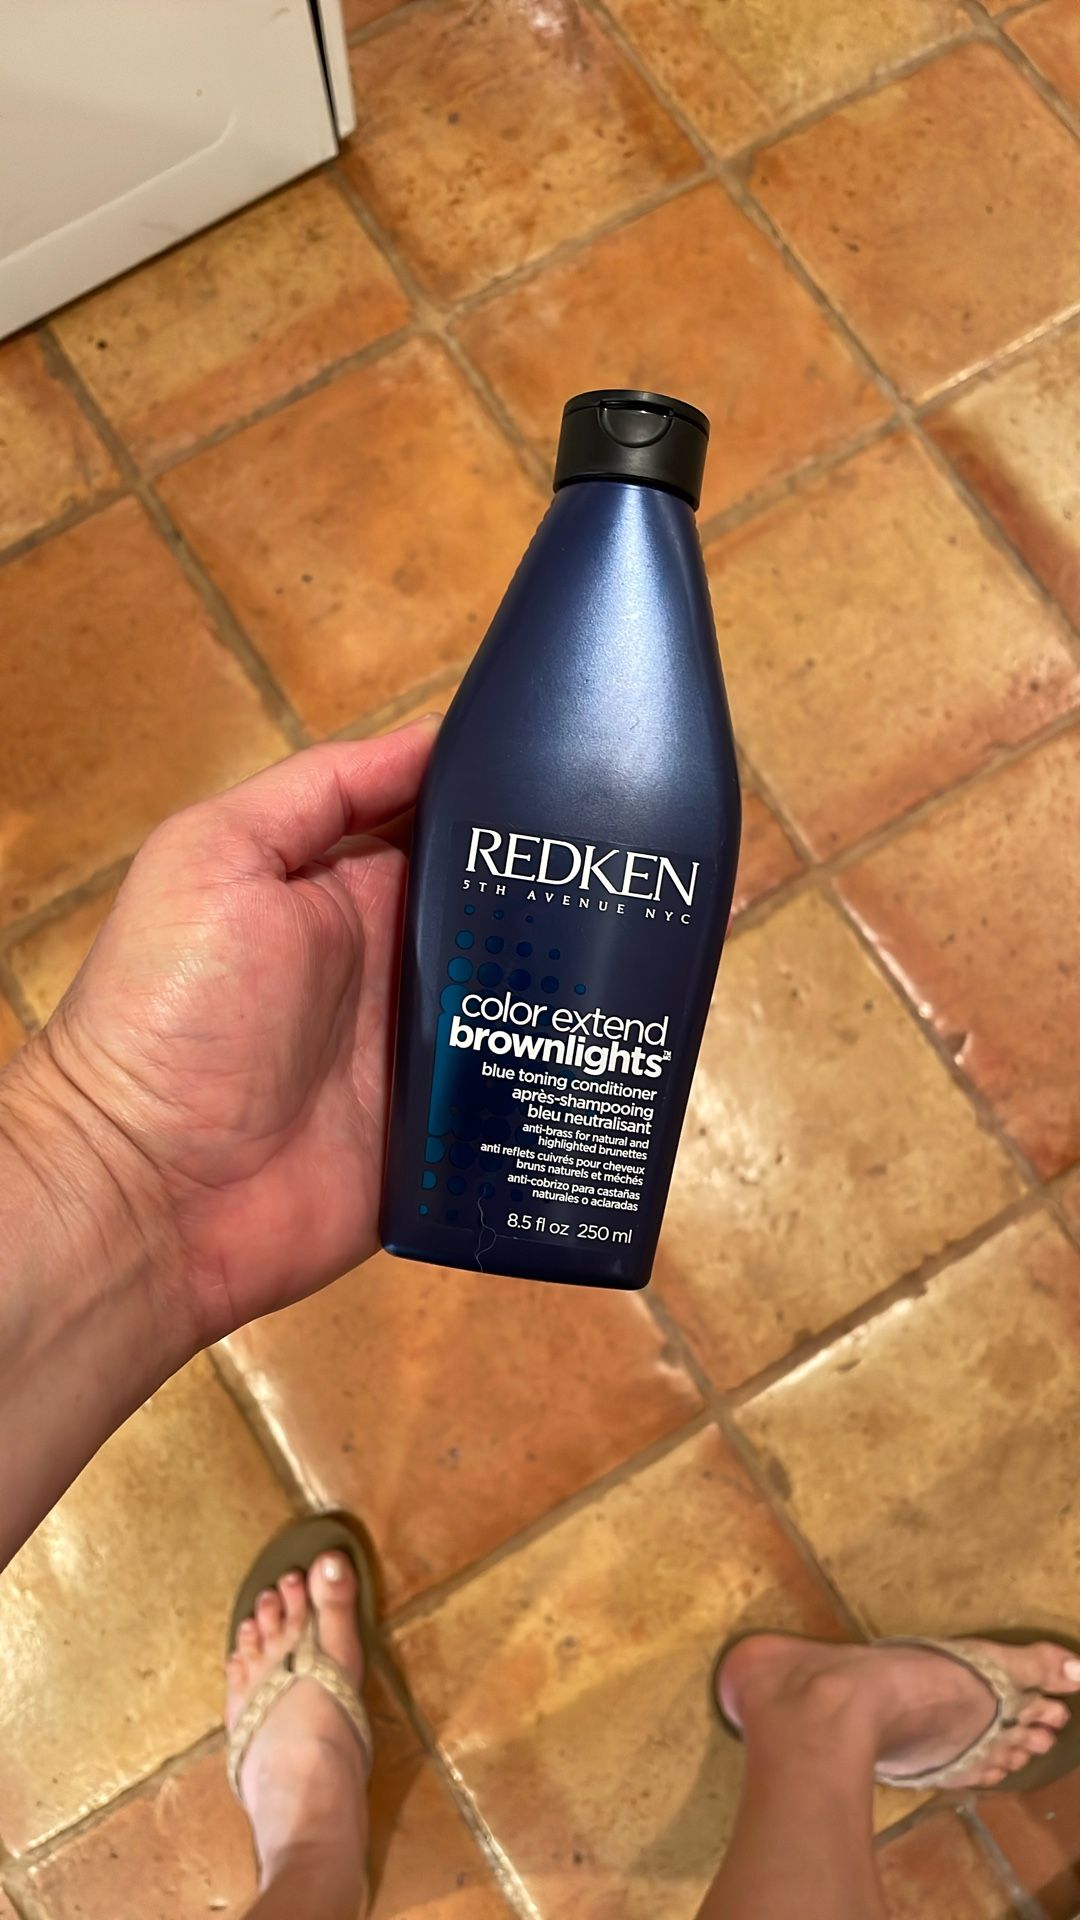 REDKEN
5TH AVENUE NYC
color extend
brownlights™
blue toning conditioner
après-shampooing
bleu neutralisant
anti-brass for natural and
highlighted brunettes
anti reflets cuivrés pour cheveux
bruns naturels et méchés
anti-cobrizo para castañas
naturales o aclaradas
8.5 fl oz 250 ml